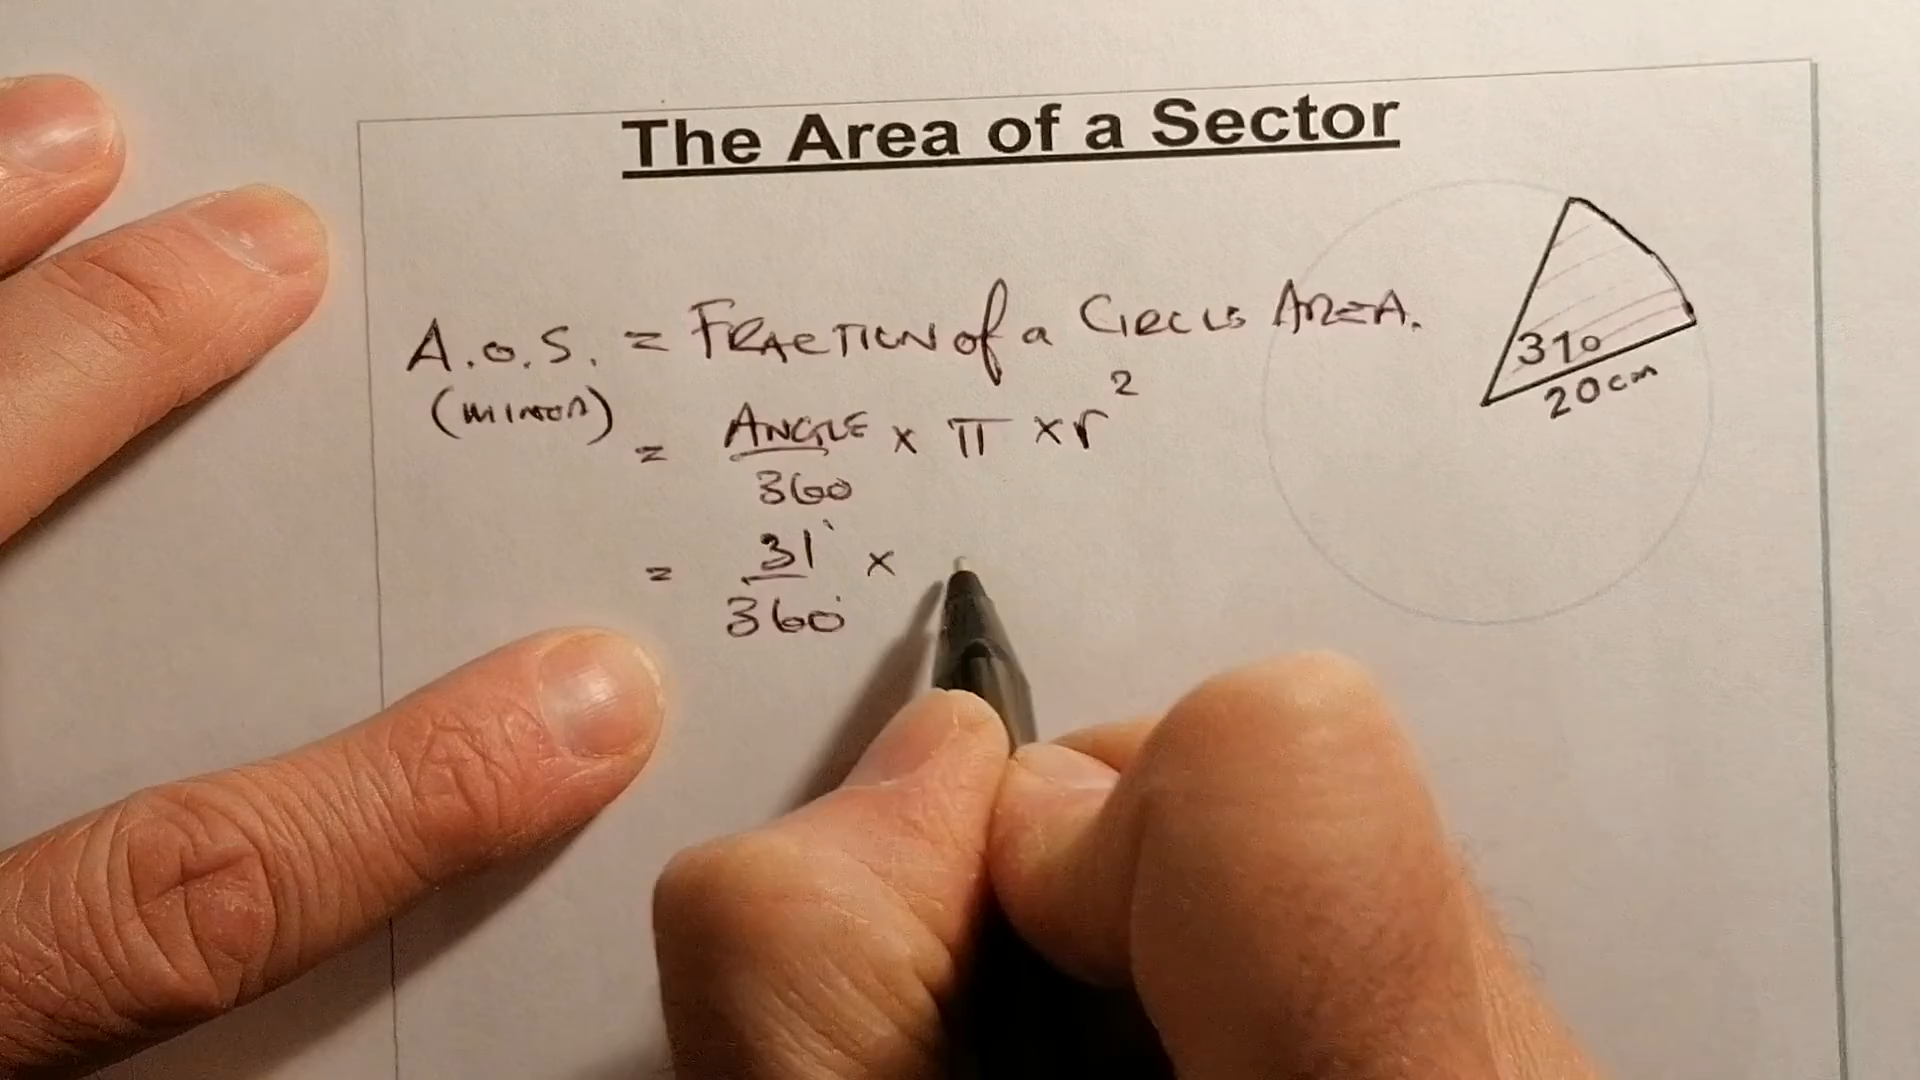 The Area of a Sector
A.O.S. = FRACTION of a CIRCLE AREA.
(MINOR)
= ANGLE/360 × π × r²
= 31/360 ×
31°
20cm